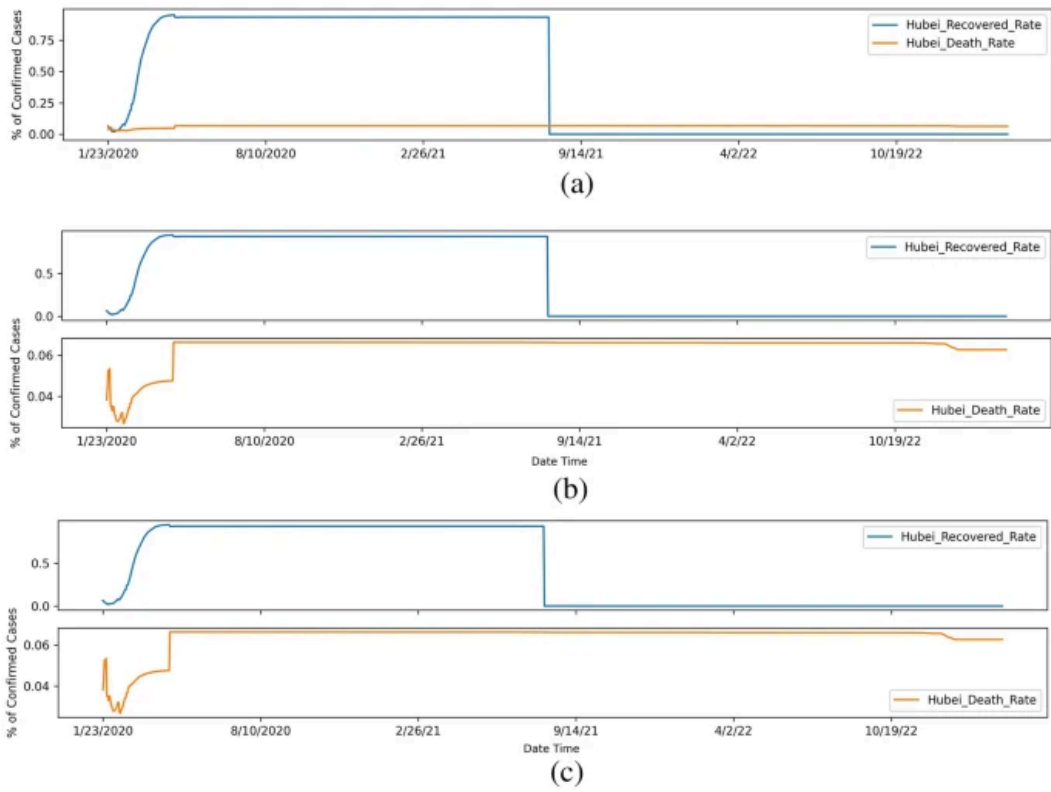 % of Confirmed Cases
0.75
0.50
0.25
0.00
Hubei_Recovered_Rate
Hubei_Death_Rate
1/23/2020 8/10/2020 2/26/21 9/14/21 4/2/22 10/19/22
(a)
% of Confirmed Cases
0.5
0.0
Hubei_Recovered_Rate
0.06
0.04
Hubei_Death_Rate
1/23/2020 8/10/2020 2/26/21 9/14/21 4/2/22 10/19/22
Date Time
(b)
% of Confirmed Cases
0.5
0.0
Hubei_Recovered_Rate
0.06
0.04
Hubei_Death_Rate
1/23/2020 8/10/2020 2/26/21 9/14/21 4/2/22 10/19/22
Date Time
(c)